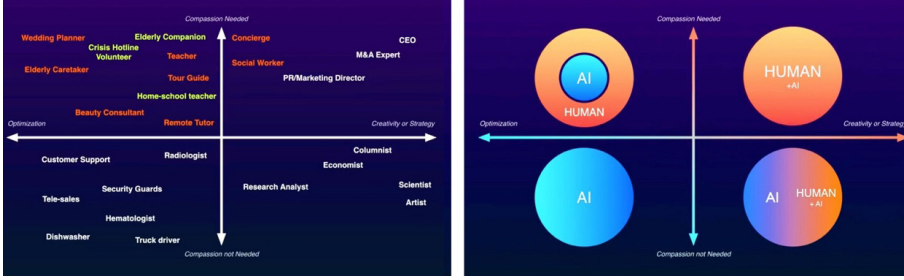 Compassion Needed
Wedding Planner
Elderly Companion
Concierge
CEO
Crisis Hotline
Volunteer
Teacher
M&A Expert
Elderly Caretaker
Social Worker
Tour Guide
PR/Marketing Director
Home-school teacher
Beauty Consultant
Remote Tutor
Optimization
Creativity or Strategy
Customer Support
Radiologist
Columnist
Economist
Security Guards
Research Analyst
Scientist
Tele-sales
Artist
Hematologist
Dishwasher
Truck driver
Compassion not Needed
Compassion Needed
AI
HUMAN
HUMAN
+AI
Optimization
Creativity or Strategy
AI
AI
HUMAN
+ AI
Compassion not Needed